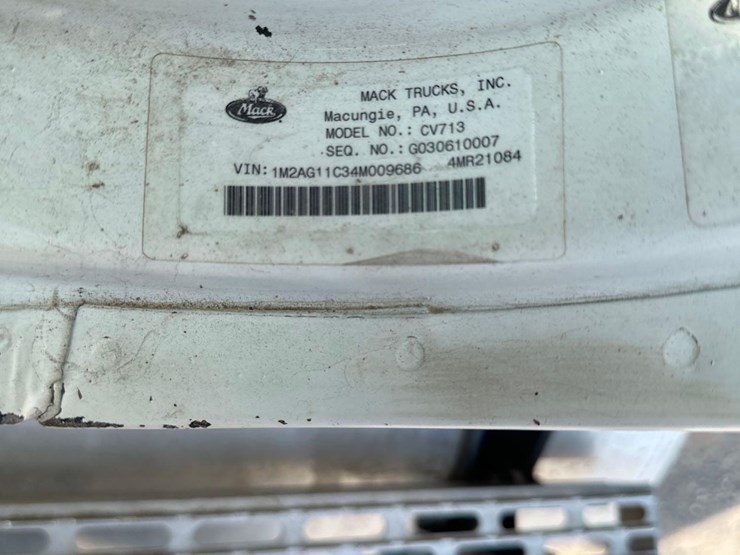 Mack
MACK TRUCKS, INC.
Macungie, PA, U.S.A.
MODEL NO.: CV713
SEQ. NO.: G030610007
VIN: 1M2AG11C34M009686 4MR21084